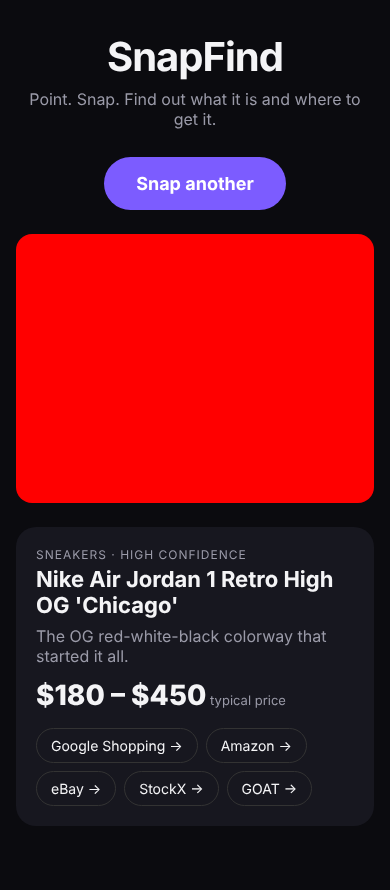 SnapFind
Point. Snap. Find out what it is and where to
get it.
Snap another
SNEAKERS · HIGH CONFIDENCE
Nike Air Jordan 1 Retro High
OG 'Chicago'
The OG red-white-black colorway that
started it all.
$180 – $450 typical price
Google Shopping → Amazon →
eBay → StockX → GOAT →